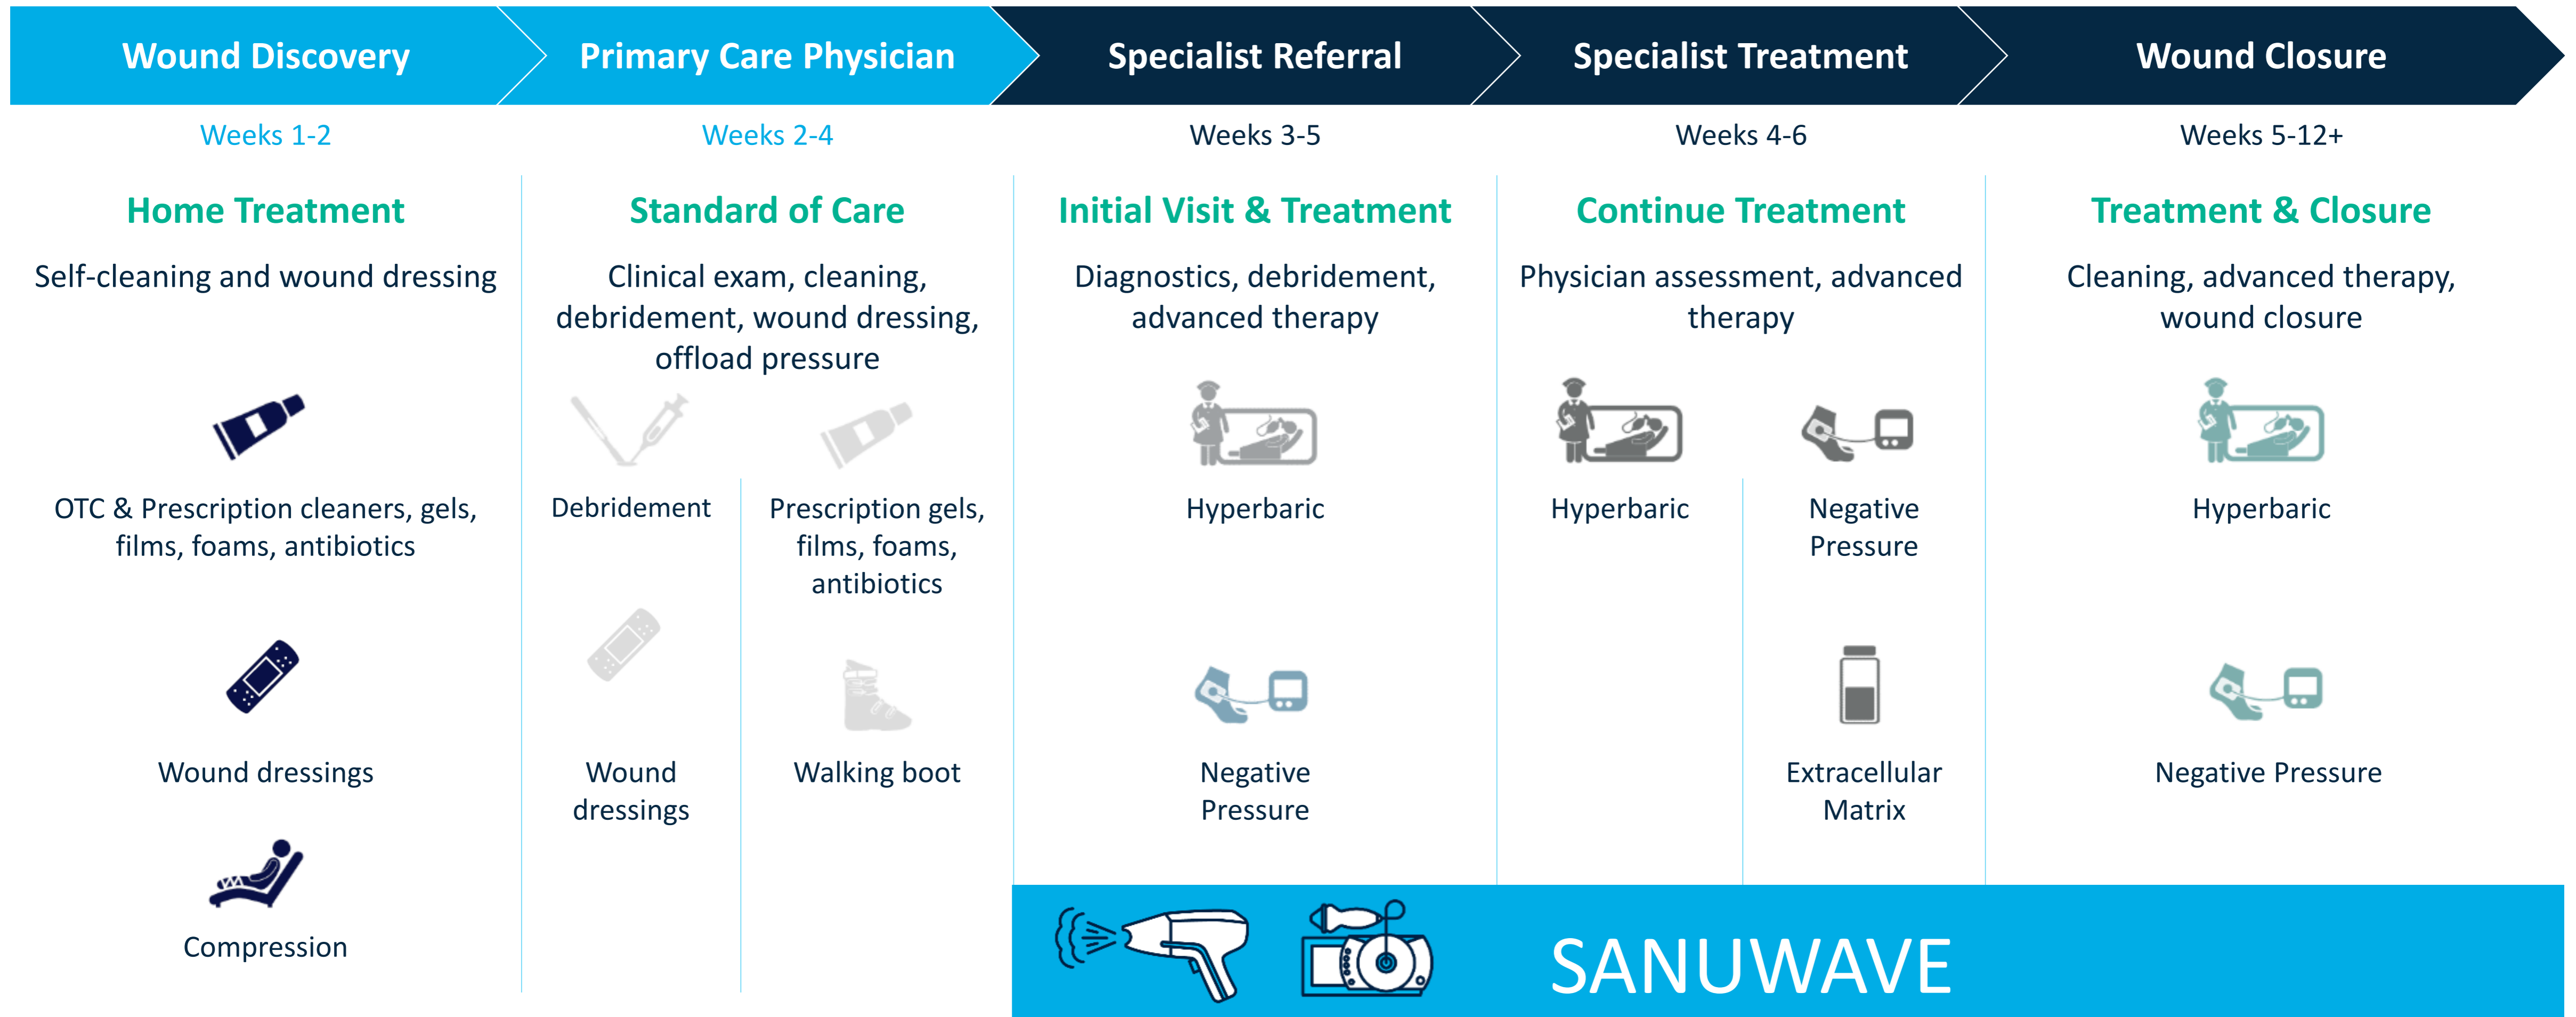 Wound Discovery
Primary Care Physician
Specialist Referral
Specialist Treatment
Wound Closure
Weeks 1-2
Weeks 2-4
Weeks 3-5
Weeks 4-6
Weeks 5-12+
Home Treatment
Standard of Care
Initial Visit & Treatment
Continue Treatment
Treatment & Closure
Self-cleaning and wound dressing
Clinical exam, cleaning,
debridement, wound dressing,
offload pressure
Diagnostics, debridement,
advanced therapy
Physician assessment, advanced
therapy
Cleaning, advanced therapy,
wound closure
OTC & Prescription cleaners, gels,
films, foams, antibiotics
Debridement
Prescription gels,
films, foams,
antibiotics
Hyperbaric
Hyperbaric
Negative
Pressure
Hyperbaric
Wound dressings
Wound
dressings
Walking boot
Negative
Pressure
Extracellular
Matrix
Negative Pressure
Compression
SANUWAVE